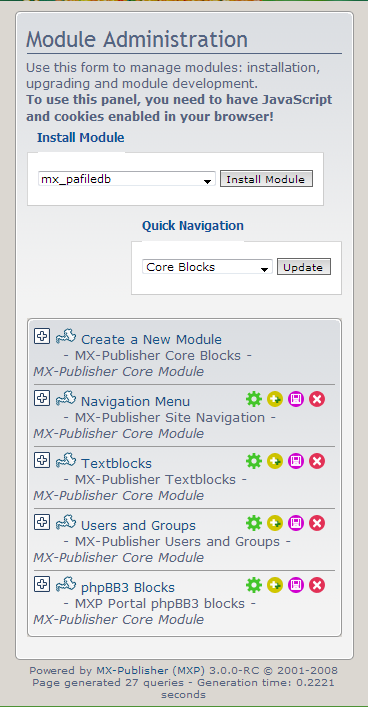 Module Administration
Use this form to manage modules: installation,
upgrading and module development.
To use this panel, you need to have JavaScript
and cookies enabled in your browser!
Install Module
mx_pafiledb Install Module
Quick Navigation
Core Blocks Update
Create a New Module
- MX-Publisher Core Blocks -
MX-Publisher Core Module
Navigation Menu
- MX-Publisher Site Navigation -
MX-Publisher Core Module
Textblocks
- MX-Publisher Textblocks -
MX-Publisher Core Module
Users and Groups
- MX-Publisher Users and Groups -
MX-Publisher Core Module
phpBB3 Blocks
- MXP Portal phpBB3 blocks -
MX-Publisher Core Module
Powered by MX-Publisher (MXP) 3.0.0-RC © 2001-2008
Page generated 27 queries - Generation time: 0.2221
seconds